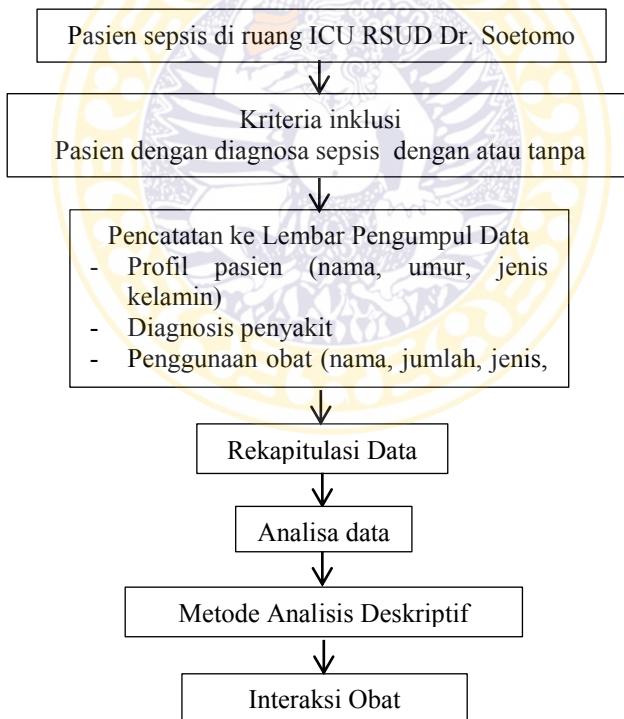 Pasien sepsis di ruang ICU RSUD Dr. Soetomo
Kriteria inklusi
Pasien dengan diagnosa sepsis dengan atau tanpa
Pencatatan ke Lembar Pengumpul Data
- Profil pasien (nama, umur, jenis
kelamin)
- Diagnosis penyakit
- Penggunaan obat (nama, jumlah, jenis,
Rekapitulasi Data
Analisa data
Metode Analisis Deskriptif
Interaksi Obat